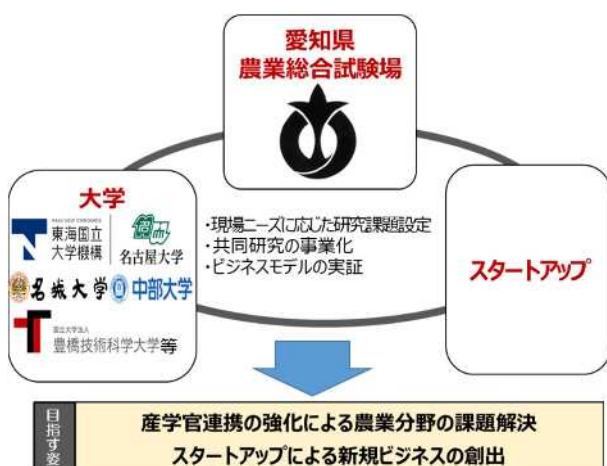 愛知県
農業総合試験場
大学
東海国立
大学機構
名古屋大学
名城大学
中部大学
国立大学法人
豊橋技術科学大学等
・現場ニーズに応じた研究課題設定
・共同研究の事業化
・ビジネスモデルの実証
スタートアップ
目指す姿
産学官連携の強化による農業分野の課題解決
スタートアップによる新規ビジネスの創出